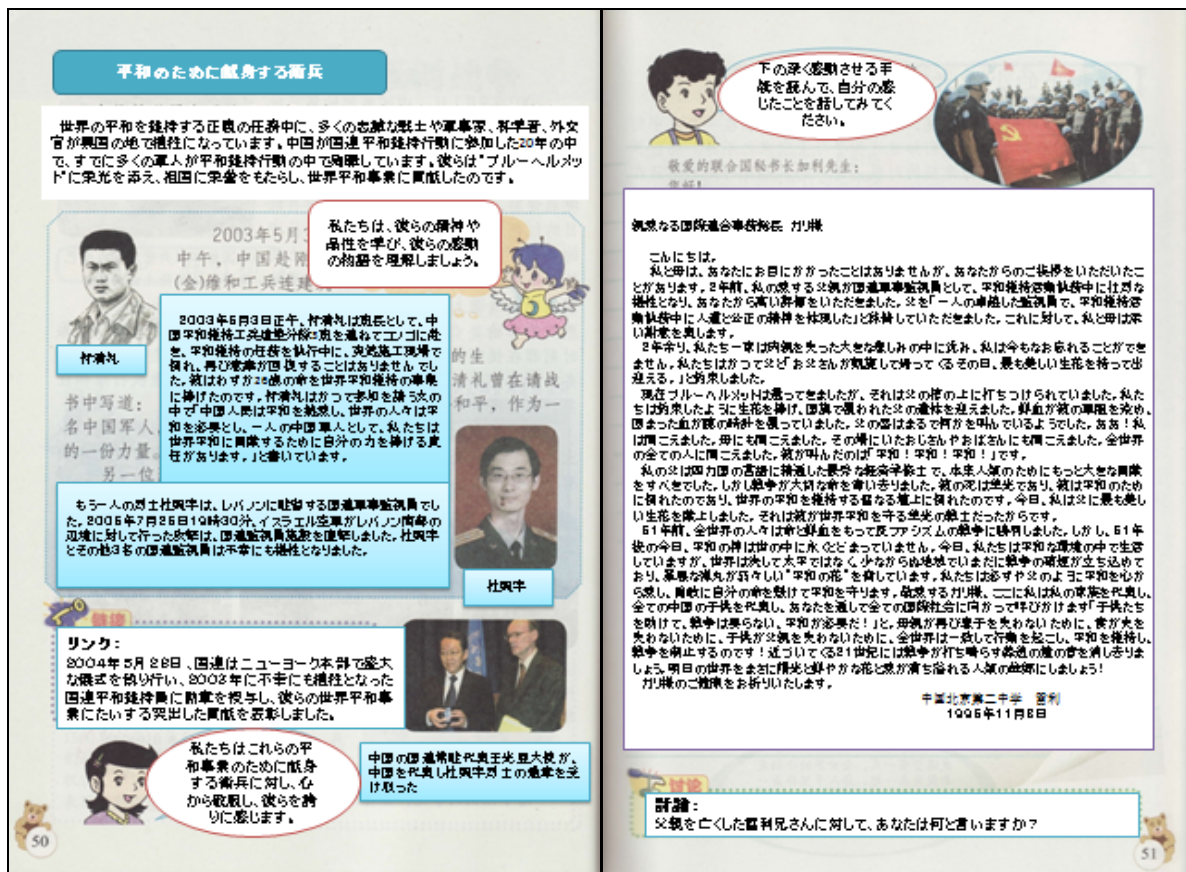 平和のために献身する衛兵
世界の平和を維持する正義の任務中に、多くの忠誠な戦士や軍事家、科学者、外交
官が異国の地で犠牲になっています。中国が国連平和維持行動に参加した20年の中
で、すでに多くの軍人が平和維持行動の中で殉職しています。彼らは"ブルーヘルメッ
ト"に栄光を添え、祖国に栄誉をもたらし、世界平和事業に貢献したのです。
私たちは、彼らの精神や
品性を学び、彼らの感動
の物語を理解しましょう。
2003年5月3
中午，中国赴刚
(金)维和工兵连建
付清礼
2003年5月3日正午、付清礼は班長として、中
国平和維持工兵建築分隊5班を連ねてコンゴに赴
き、平和維持の任務を執行中に、突然施工現場で
倒れ、再び意識が回復することはありませんでし
た。彼はわずか26歳の命を世界平和維持の事業
に捧げたのです。付清礼はかつて参加を請う文の
中で「中国人民は平和を熱愛し、世界の人々は平
和を必要とし、一人の中国軍人として、私たちは
世界平和に貢献するために自分の力を捧げる責
任があります。」と書いています。
的生
清礼曾在请战
书中写道：
和平，作为一
名中国军人，
的一份力量。
另一位
もう一人の烈士杜照宇は、レバノンに駐留する国連軍事監視員でし
た。2006年7月25日19時30分、イスラエル空軍がレバノン南部の
辺境に対して行った攻撃は、国連監視員施設を直撃しました。杜照宇
とその他3名の国連監視員は不幸にも犠牲となりました。
杜照宇
链接
リンク：
2004年5月28日、国連はニューヨーク本部で盛大
な儀式を執り行い、2003年に不幸にも犠牲となった
国連平和維持員に勲章を授与し、彼らの世界平和事
業にたいする突出した貢献を表彰しました。
私たちはこれらの平
和事業のために献身
する衛兵に対し、心
から敬服し、彼らを誇
りに感じます。
中国の国連常駐代表王光亜大使が、
中国を代表し杜照宇烈士の勲章を受
け取った
50
下の深く感動させる手
紙を読んで、自分の感
じたことを話してみてく
ださい。
敬爱的联合国秘书长加利先生：
您好！
親愛なる国際連合事務総長　ガリ様
こんにちは。
私と母は、あなたにお目にかかったことはありませんが、あなたからのご挨拶をいただいたこ
とがあります。2年前、私の愛する父親が国連軍事監視員として、平和維持活動執務中に壮烈な
犠牲となり、あなたから高い評価をいただきました。父を「一人の卓越した監視員で、平和維持活
動執務中に人道と公正の精神を体現した」と称賛していただきました。これに対して、私と母は深
い謝意を表します。
2年余り、私たち一家は肉親を失った大きな悲しみの中に沈み、私は今もなお忘れることができ
ません。私たちはかつて父と「お父さんが凱旋して帰ってくるその日、最も美しい生花を持って出
迎える。」と約束しました。
現在ブルーヘルメットは還ってきましたが、それは父の棺の上に打ちつけられていました。私た
ちは約束したように生花を捧げ、国旗で覆われた父の遺体を迎えました。鮮血が彼の軍服を染め、
固まった血が腕の時計を覆っていました。父の唇はまるで何かを叫んでいるようでした。ああ！私
は聞こえました。母にも聞こえました。その場にいたおじさんやおばさんにも聞こえました。全世界
の全ての人に聞こえました。彼が叫んだのは「平和！平和！平和！」です。
私の父は四カ国の言語に精通した優秀な経済学修士で、本来人類のためにもっと大きな貢献
をすべきでした。しかし戦争が大切な命を奪い去りました。彼の死は栄光であり、彼は平和のため
に倒れたのであり、世界の平和を維持する聖なる壇上に倒れたのです。今日、私は父に最も美し
い生花を献上しました。それは彼が世界平和を守る栄光の戦士だったからです。
51年前、全世界の人々は命と鮮血をもって反ファシズムの戦争に勝利しました。しかし、51年
後の今日、平和の神は世の中に永くとどまっていません。今日、私たちは平和な環境の中で生活
していますが、世界は決して太平ではなく、少なからぬ地域でいまだに戦争の硝煙が立ち込めて
おり、暴悪な弾丸が弱々しい"平和の花"を脅しています。私たちは必ずや父のように平和を心か
ら愛し、勇敢に自分の命を懸けて平和を守ります。敬愛するガリ様、ここに私は私の家族を代表し、
全ての中国の子供を代表し、あなたを通して全ての国際社会に向かって呼びかけます「子供たち
を助けて、戦争は要らない、平和が必要だ！」と。母親が再び息子を失わないために、妻が夫を
失わないために、子供が父親を失わないために、全世界は一致して行動を起こし、平和を維持し、
戦争を制止するのです！近づいてくる21世紀には戦争が打ち鳴らす葬送の鐘の音を消し去りま
しょう。明日の世界をまさに陽光と鮮やかな花と愛が満ち溢れる人類の故郷にしましょう！
ガリ様のご健康をお祈りいたします。
中国北京第二中学　雷利
1996年11月8日
讨论
討論：
父親を亡くした雷利兄さんに対して、あなたは何と言いますか？
51